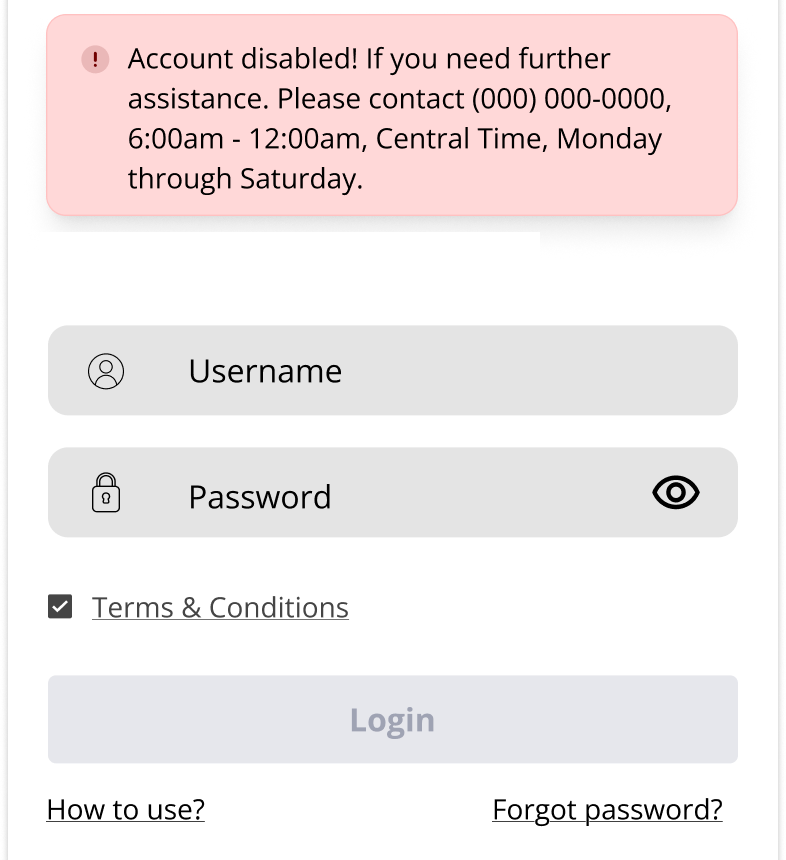 Account disabled! If you need further
assistance. Please contact (000) 000-0000,
6:00am - 12:00am, Central Time, Monday
through Saturday.
Username
Password
Terms & Conditions
Login
How to use?
Forgot password?